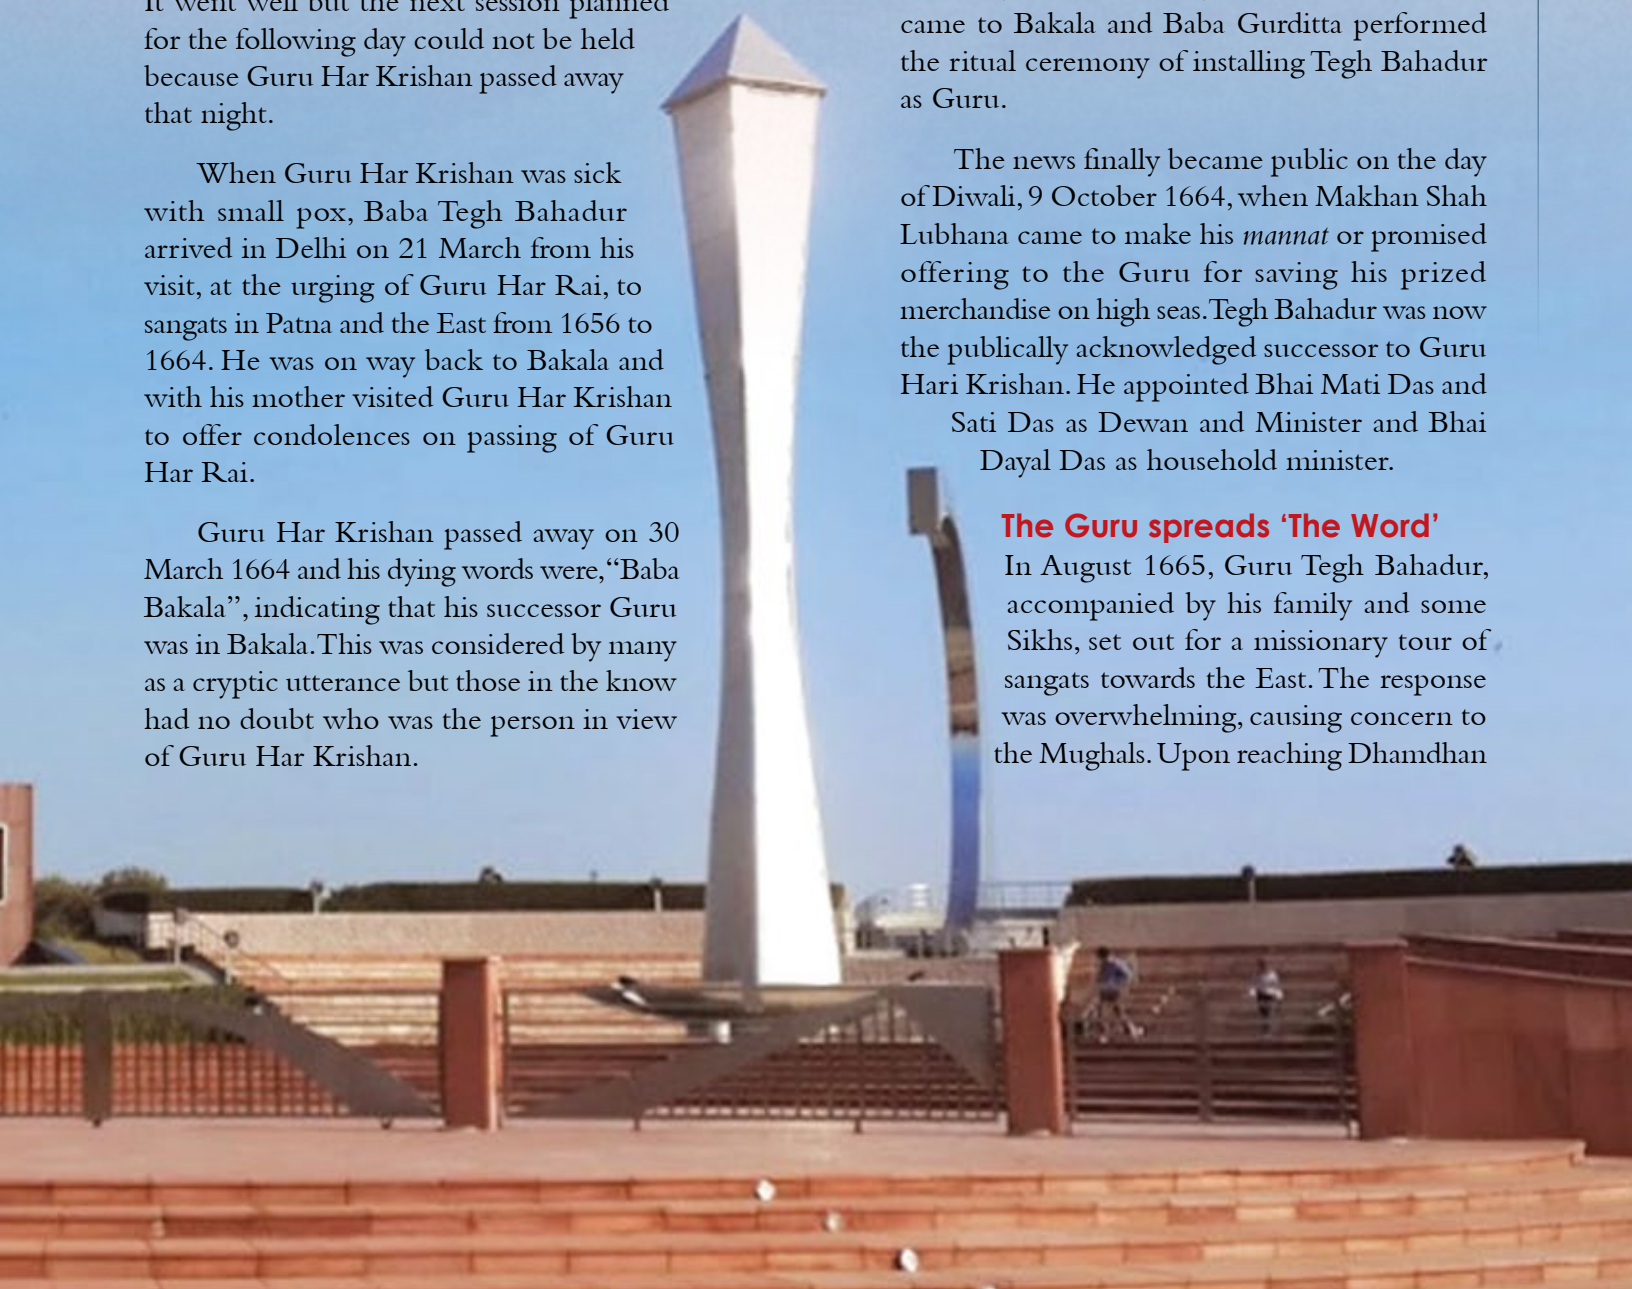 It went well but the next session planned
for the following day could not be held
because Guru Har Krishan passed away
that night.
When Guru Har Krishan was sick
with small pox, Baba Tegh Bahadur
arrived in Delhi on 21 March from his
visit, at the urging of Guru Har Rai, to
sangats in Patna and the East from 1656 to
1664. He was on way back to Bakala and
with his mother visited Guru Har Krishan
to offer condolences on passing of Guru
Har Rai.
Guru Har Krishan passed away on 30
March 1664 and his dying words were, “Baba
Bakala”, indicating that his successor Guru
was in Bakala. This was considered by many
as a cryptic utterance but those in the know
had no doubt who was the person in view
of Guru Har Krishan.
came to Bakala and Baba Gurditta performed
the ritual ceremony of installing Tegh Bahadur
as Guru.
The news finally became public on the day
of Diwali, 9 October 1664, when Makhan Shah
Lubhana came to make his mannat or promised
offering to the Guru for saving his prized
merchandise on high seas. Tegh Bahadur was now
the publically acknowledged successor to Guru
Hari Krishan. He appointed Bhai Mati Das and
Sati Das as Dewan and Minister and Bhai
Dayal Das as household minister.
The Guru spreads ‘The Word’
In August 1665, Guru Tegh Bahadur,
accompanied by his family and some
Sikhs, set out for a missionary tour of
sangats towards the East. The response
was overwhelming, causing concern to
the Mughals. Upon reaching Dhamdhan